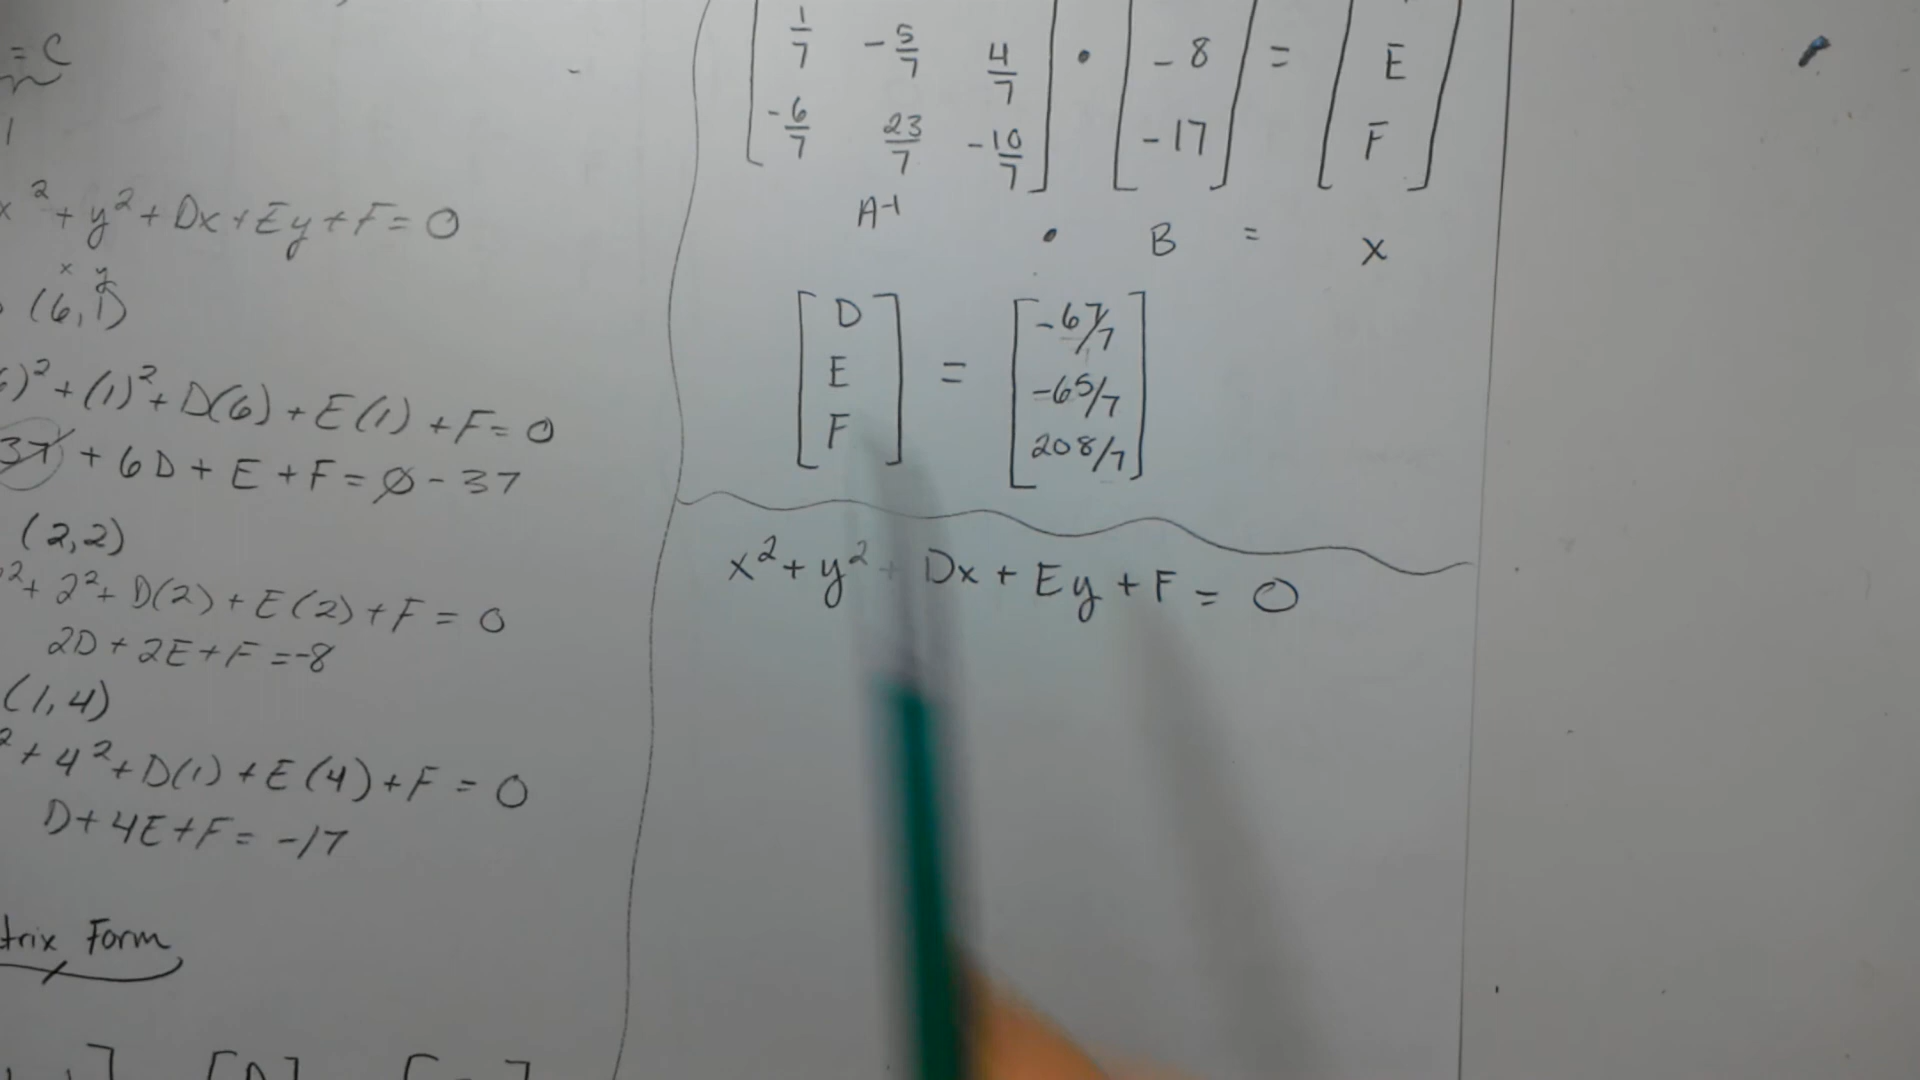 = C
1
x² + y² + Dx + Ey + F = 0
x y
(6, 1)
)² + (1)² + D(6) + E(1) + F = 0
37 + 6D + E + F = 0 - 37
(2,2)
² + 2² + D(2) + E(2) + F = 0
2D + 2E + F = -8
(1,4)
² + 4² + D(1) + E(4) + F = 0
D + 4E + F = -17
trix Form
[D]
1/7 -5/7 4/7 • -8 = E
-6/7 23/7 -10/7 -17 F
A-1 • B = X
D -67/7
E = -65/7
F 208/7
x² + y² + Dx + Ey + F = 0